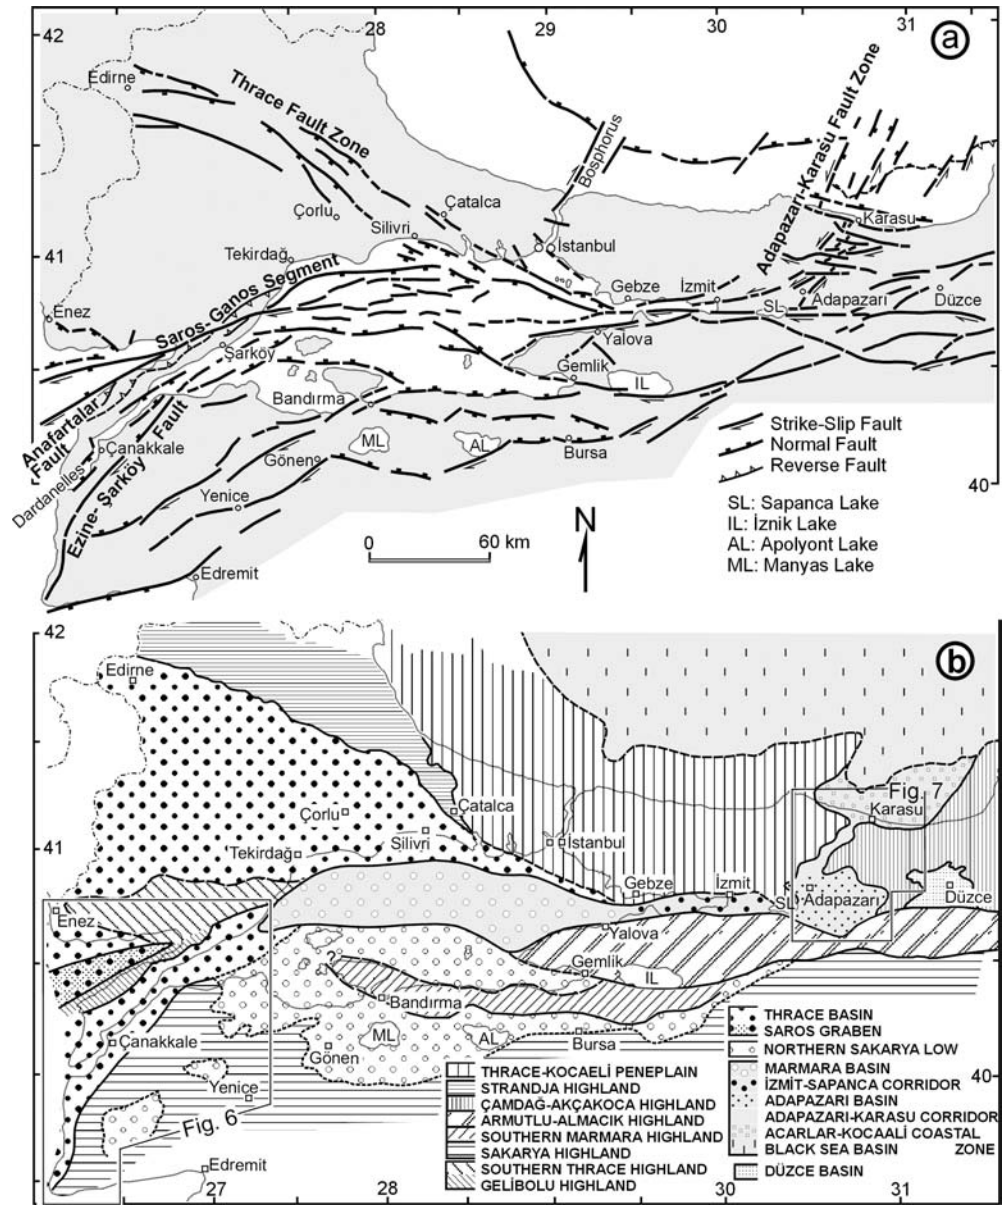 42
28
29
30
31
a
Edirne
Thrace Fault Zone
Bosphorus
Adapazarı-Karasu Fault Zone
Çorlu
Çatalca
Silivri
Karasu
İstanbul
41
Tekirdağ
Saros-Ganos Segment
Gebze
İzmit
Adapazarı
Düzce
SL
Enez
Yalova
Şarköy
Gemlik
IL
Bandırma
Anafartalar
Fault
Çanakkale
ML
AL
Bursa
Dardanelles
Gönen
Ezine-Şarköy Fault
Yenice
Edremit
Strike-Slip Fault
Normal Fault
Reverse Fault
40
SL: Sapanca Lake
IL: İznik Lake
AL: Apolyont Lake
ML: Manyas Lake
N
0 60 km
42
b
Edirne
Fig. 7
Çorlu
Çatalca
Karasu
Silivri
İstanbul
41
Tekirdağ
Gebze
İzmit
SL
Adapazarı
Düzce
Enez
Yalova
?
Gemlik
IL
Bandırma
Çanakkale
ML
AL
Bursa
Gönen
40
Yenice
Fig. 6
Edremit
THRACE-KOCAELİ PENEPLAIN
STRANDJA HIGHLAND
ÇAMDAĞ-AKÇAKOCA HIGHLAND
ARMUTLU-ALMACIK HIGHLAND
SOUTHERN MARMARA HIGHLAND
SAKARYA HIGHLAND
SOUTHERN THRACE HIGHLAND
GELİBOLU HIGHLAND
THRACE BASIN
SAROS GRABEN
NORTHERN SAKARYA LOW
MARMARA BASIN
İZMİT-SAPANCA CORRIDOR
ADAPAZARI BASIN
ADAPAZARI-KARASU CORRIDOR
ACARLAR-KOCAALİ COASTAL
BLACK SEA BASIN ZONE
DÜZCE BASIN
27
28
29
30
31